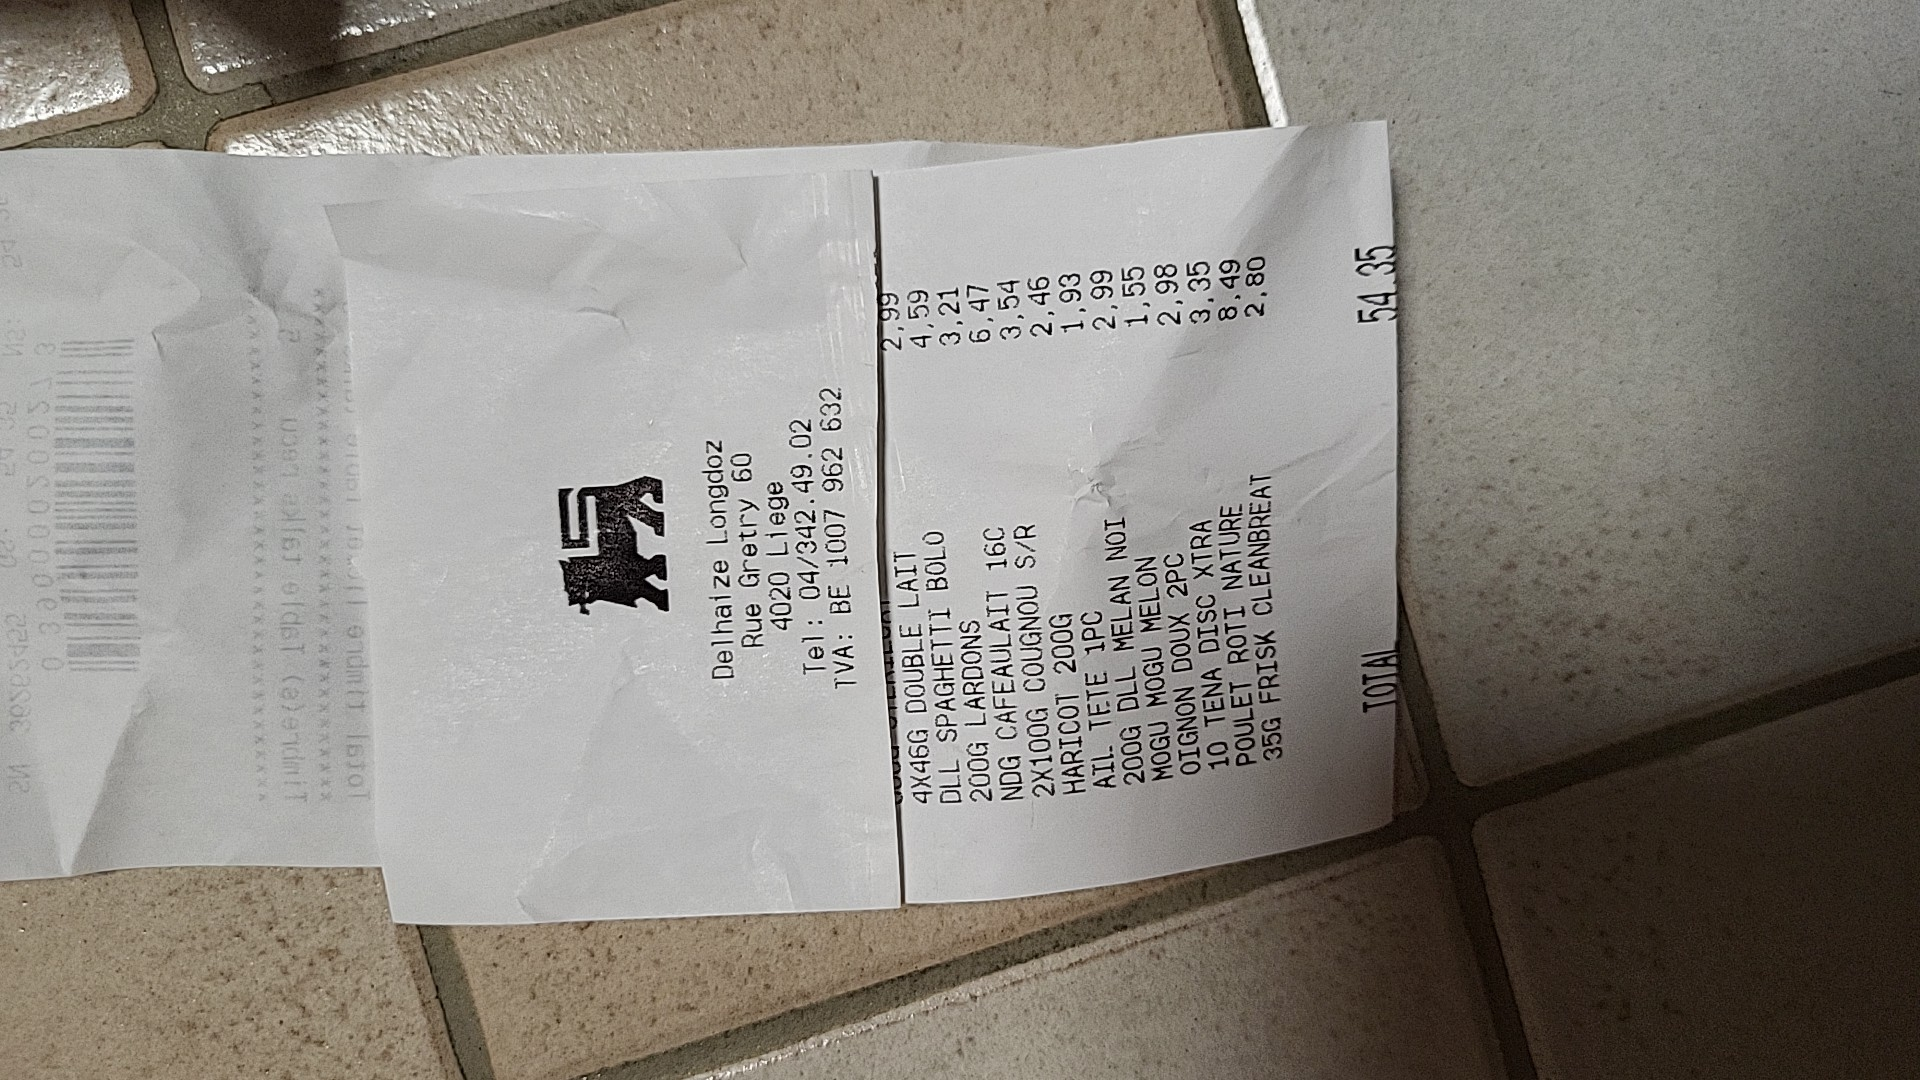 Delhaize Longdoz
Rue Gretry 60
4020 Liege
Tel: 04/342.49.02
TVA: BE 1007 962 632
4X46G DOUBLE LAIT 2,99
DLL SPAGHETTI BOLO 4,59
200G LARDONS 3,21
NDG CAFEAULAIT 16C 6,47
2X100G COUGNOU S/R 3,54
HARICOT 200G 2,46
AIL TETE 1PC 1,93
200G DLL MELAN NOI 2,99
MOGU MOGU MELON 1,55
OIGNON DOUX 2PC 2,98
10 TENA DISC XTRA 3,35
POULET ROTI NATURE 8,49
35G FRISK CLEANBREAT 2,80
TOTAL 54.35
Timbre(s) Table talks recu